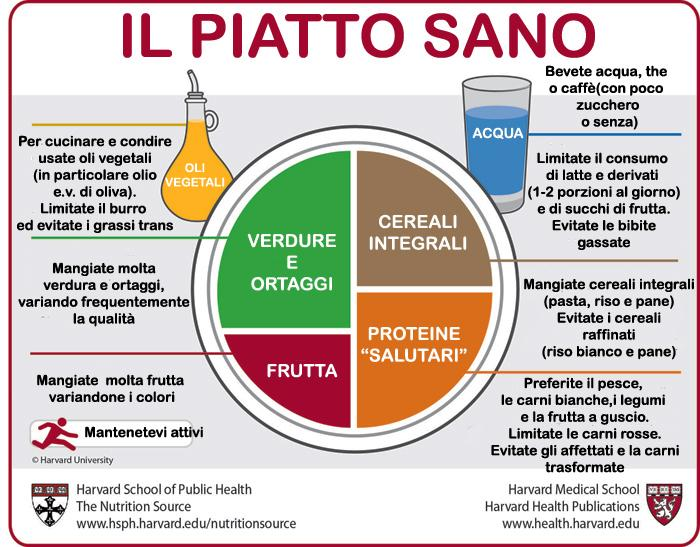 IL PIATTO SANO
Per cucinare e condire
usate oli vegetali
(in particolare olio
e.v. di oliva).
Limitate il burro
ed evitate i grassi trans
Mangiate molta
verdura e ortaggi,
variando frequentemente
la qualità
Mangiate molta frutta
variandone i colori
Mantenetevi attivi
© Harvard University
OLI
VEGETALI
VERDURE
E
ORTAGGI
FRUTTA
CEREALI
INTEGRALI
PROTEINE
“SALUTARI”
ACQUA
Bevete acqua, the
o caffè(con poco
zucchero
o senza)
Limitate il consumo
di latte e derivati
(1-2 porzioni al giorno)
e di succhi di frutta.
Evitate le bibite
gassate
Mangiate cereali integrali
(pasta, riso e pane)
Evitate i cereali
raffinati
(riso bianco e pane)
Preferite il pesce,
le carni bianche,i legumi
e la frutta a guscio.
Limitate le carni rosse.
Evitate gli affettati e la carni
trasformate
Harvard School of Public Health
The Nutrition Source
www.hsph.harvard.edu/nutritionsource
Harvard Medical School
Harvard Health Publications
www.health.harvard.edu